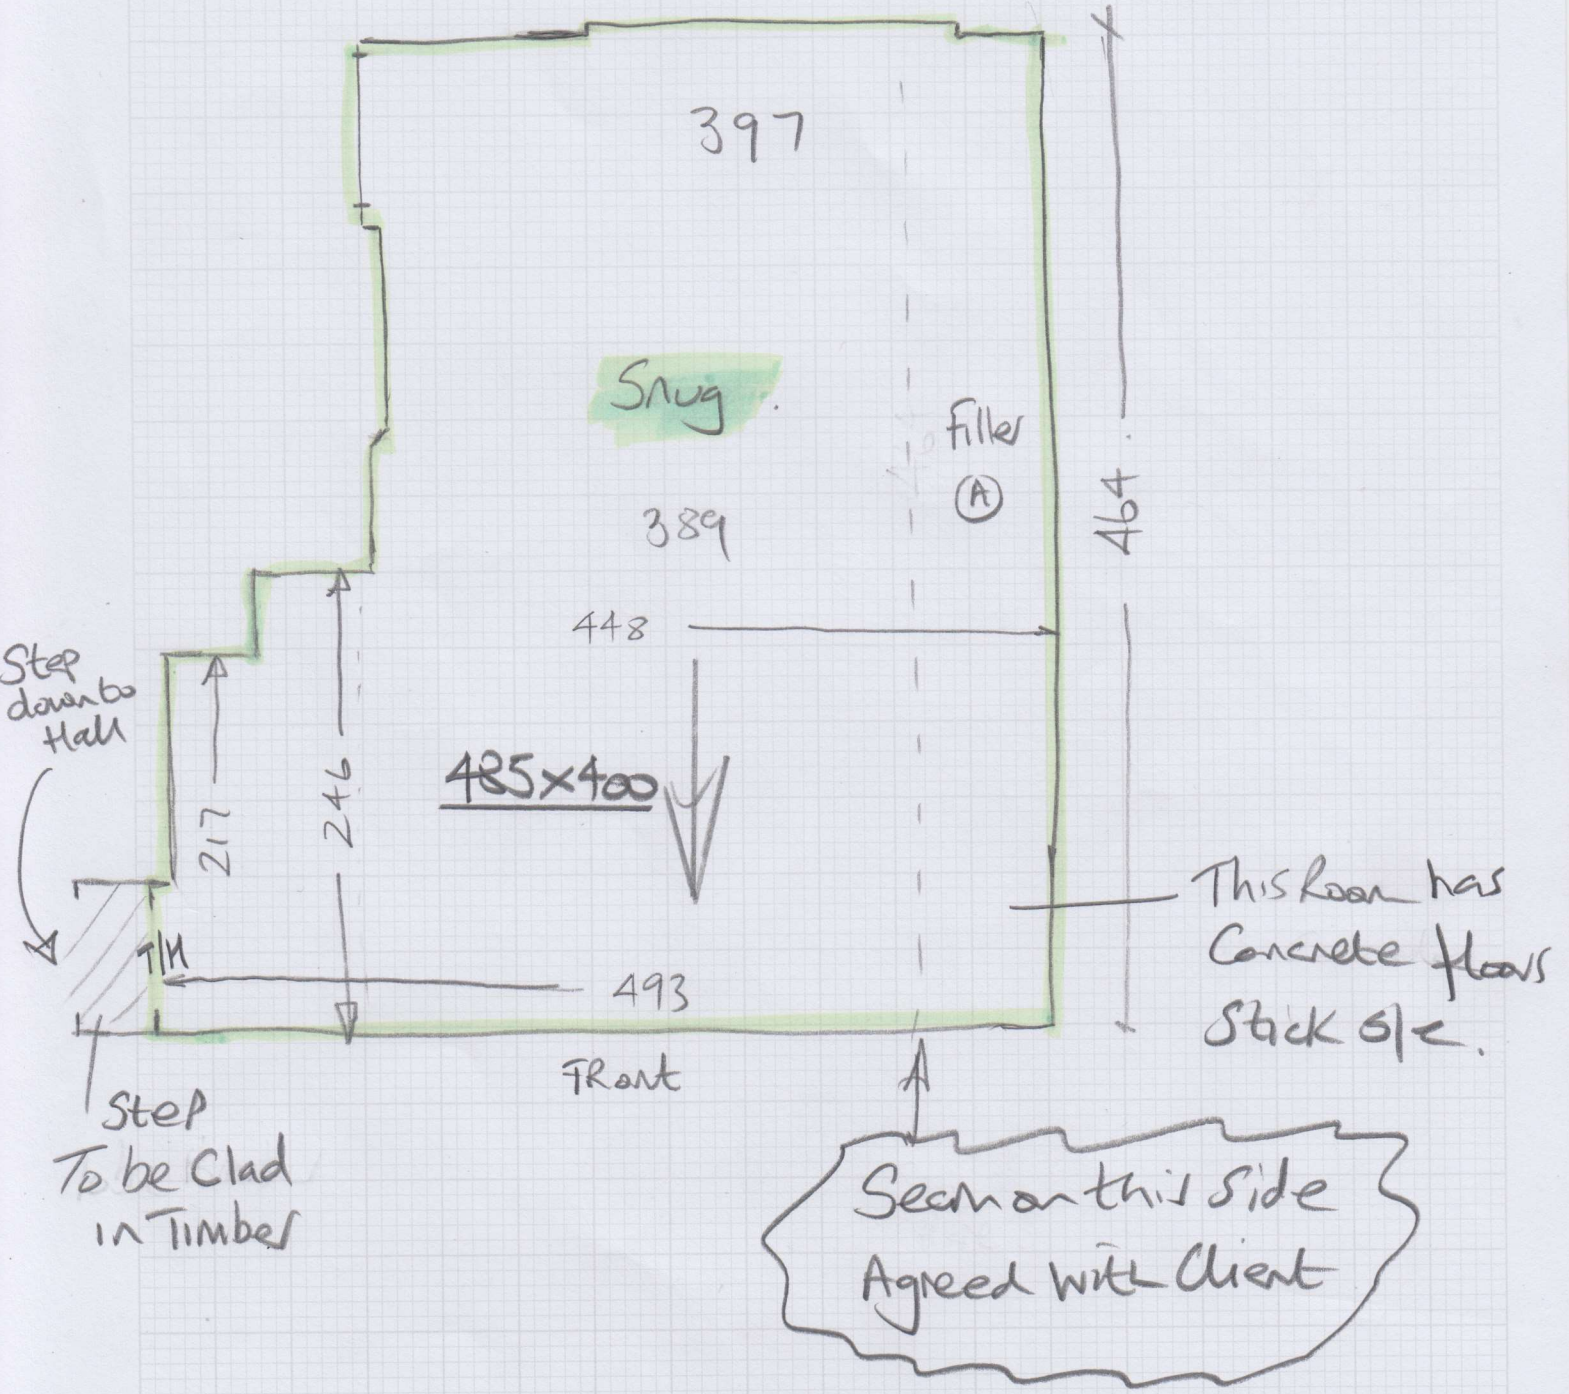 397
Snug.
Filler
A
389
464.
448
Step
down to
Hall
485x400
217
246
This Room has
Concrete floors
Stick s/e.
T/H
493
FRont
Step
To be Clad
in Timber
Seam on this side
Agreed with Client